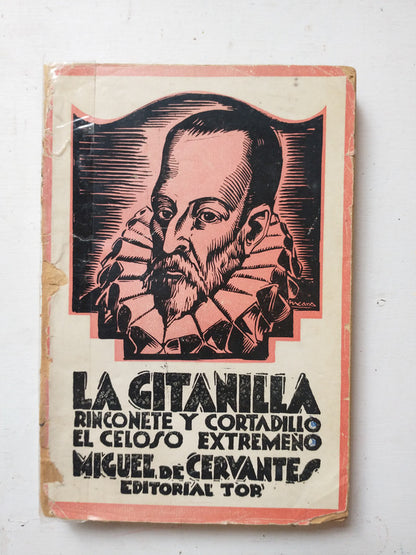 LA GITANILLA
RINCONETE Y CORTADILLO
EL CELOSO EXTREMEÑO
MIGUEL DE CERVANTES
EDITORIAL TOR